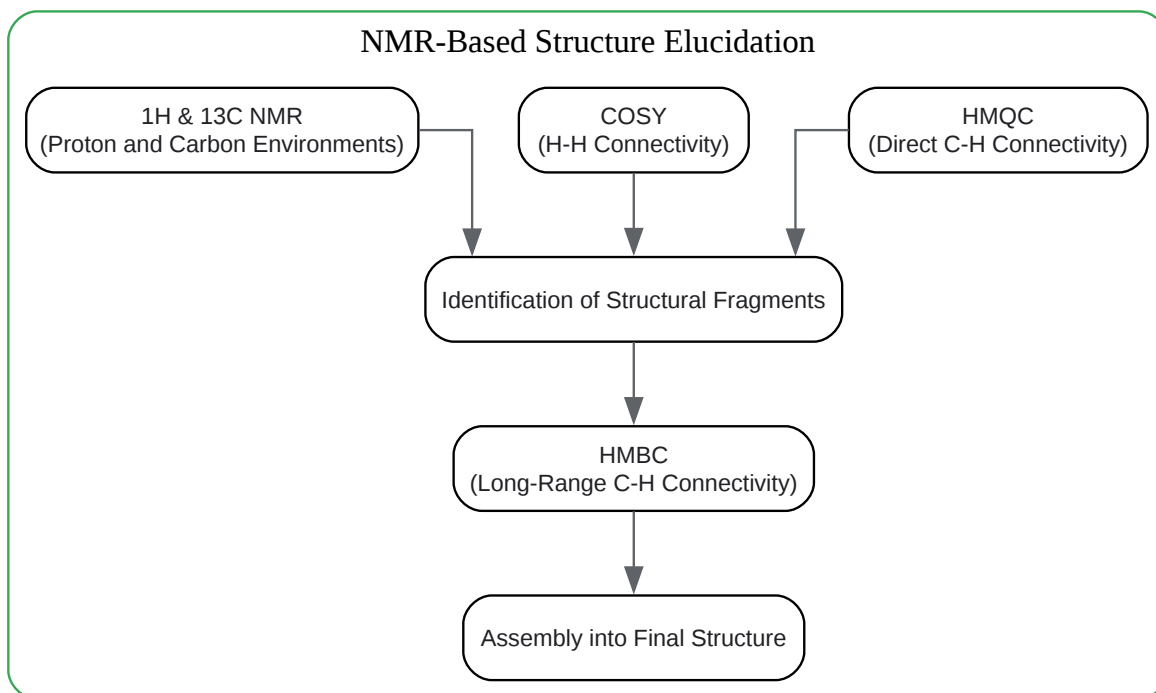 NMR-Based Structure Elucidation
1H & 13C NMR
(Proton and Carbon Environments)
COSY
(H-H Connectivity)
HMQC
(Direct C-H Connectivity)
Identification of Structural Fragments
HMBC
(Long-Range C-H Connectivity)
Assembly into Final Structure